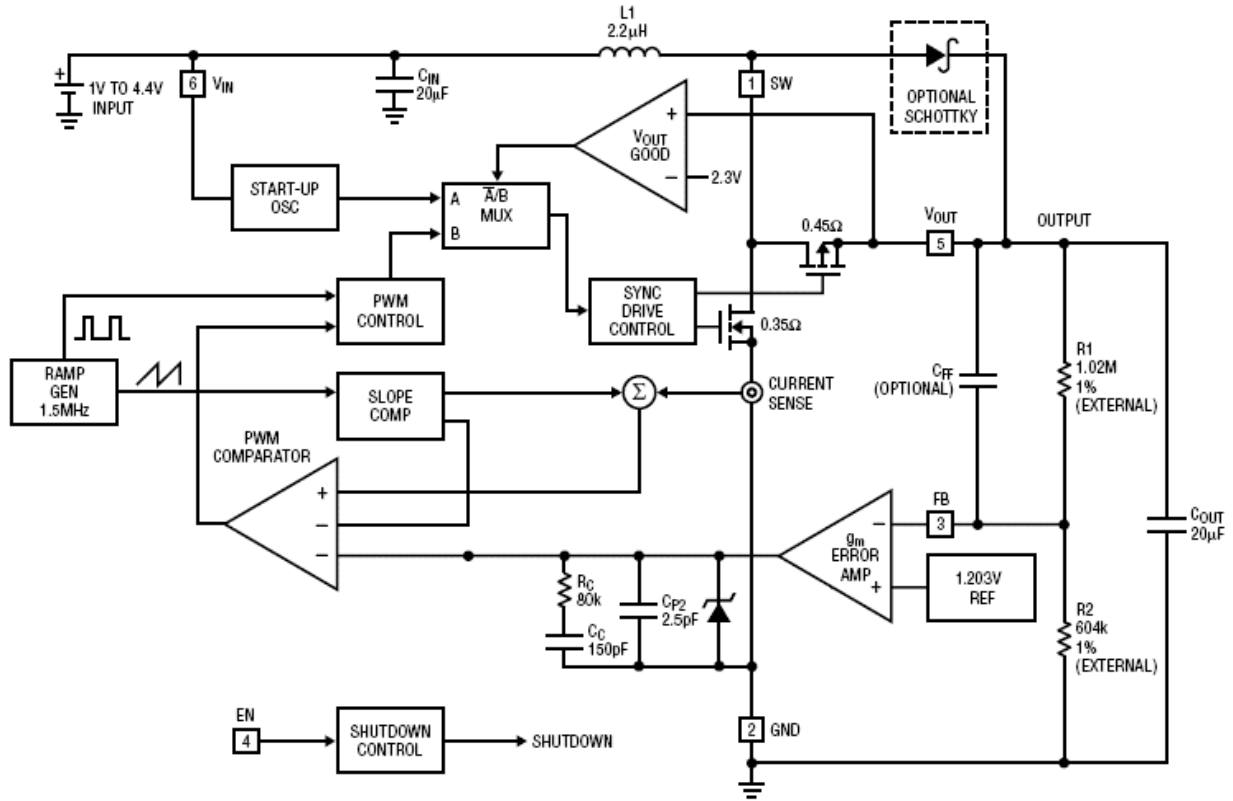 L1
2.2μH
+
1V TO 4.4V
INPUT
6
VIN
CIN
20μF
1
SW
OPTIONAL
SCHOTTKY
+
VOUT
GOOD
−
2.3V
START-UP
OSC
A
A/B
MUX
B
0.45Ω
VOUT
5
OUTPUT
PWM
CONTROL
SYNC
DRIVE
CONTROL
0.35Ω
RAMP
GEN
1.5MHz
SLOPE
COMP
Σ
CURRENT
SENSE
CFF
(OPTIONAL)
R1
1.02M
1%
(EXTERNAL)
PWM
COMPARATOR
+
−
−
FB
3
−
gm
ERROR
AMP
+
1.203V
REF
COUT
20μF
RC
80k
CC
150pF
CP2
2.5pF
R2
604k
1%
(EXTERNAL)
EN
4
SHUTDOWN
CONTROL
SHUTDOWN
2
GND